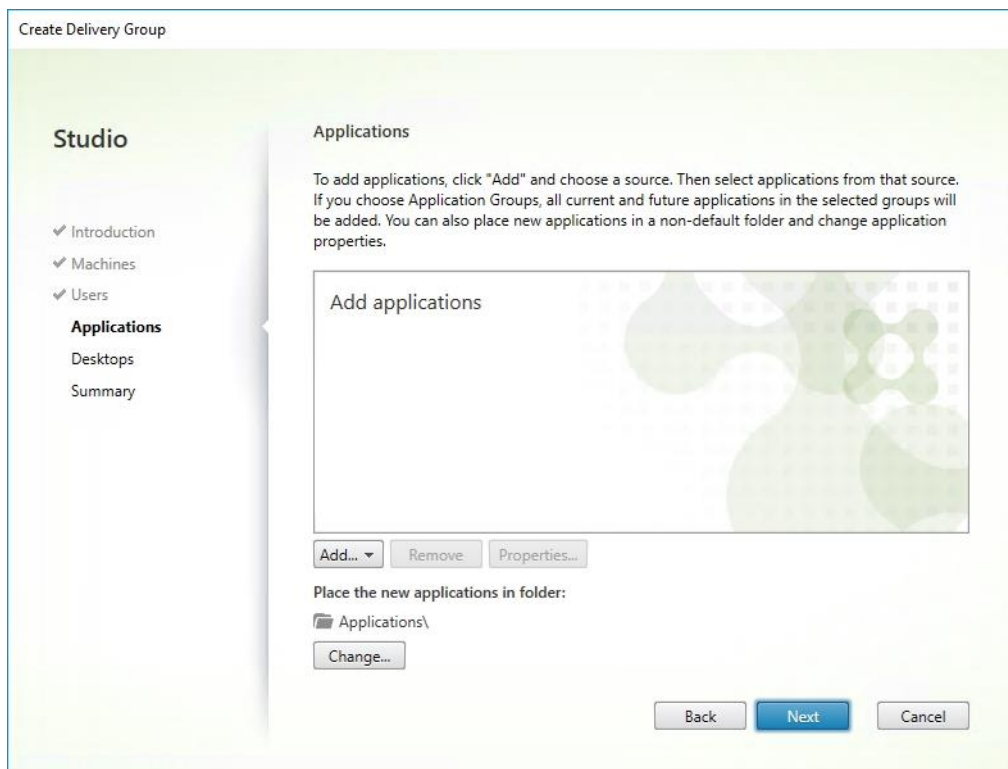 Create Delivery Group
Studio
Introduction
Machines
Users
Applications
Desktops
Summary
Applications
To add applications, click "Add" and choose a source. Then select applications from that source.
If you choose Application Groups, all current and future applications in the selected groups will
be added. You can also place new applications in a non-default folder and change application
properties.
Add applications
Add...
Remove
Properties...
Place the new applications in folder:
Applications\
Change...
Back
Next
Cancel